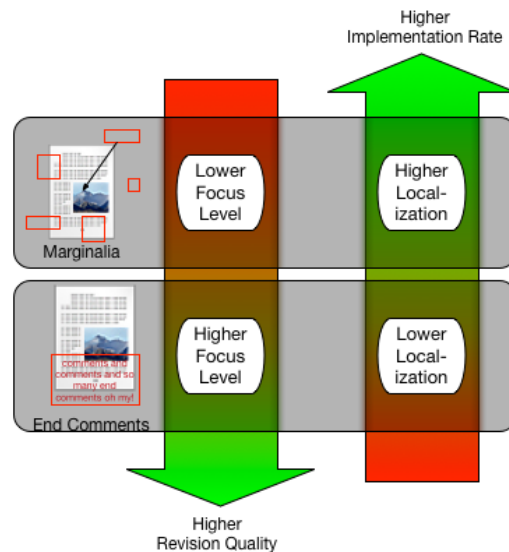 Higher
Implementation Rate
Lower
Focus
Level
Higher
Local-
ization
Marginalia
comments and
comments and so
many end
comments oh my!
Higher
Focus
Level
Lower
Local-
ization
End Comments
Higher
Revision Quality